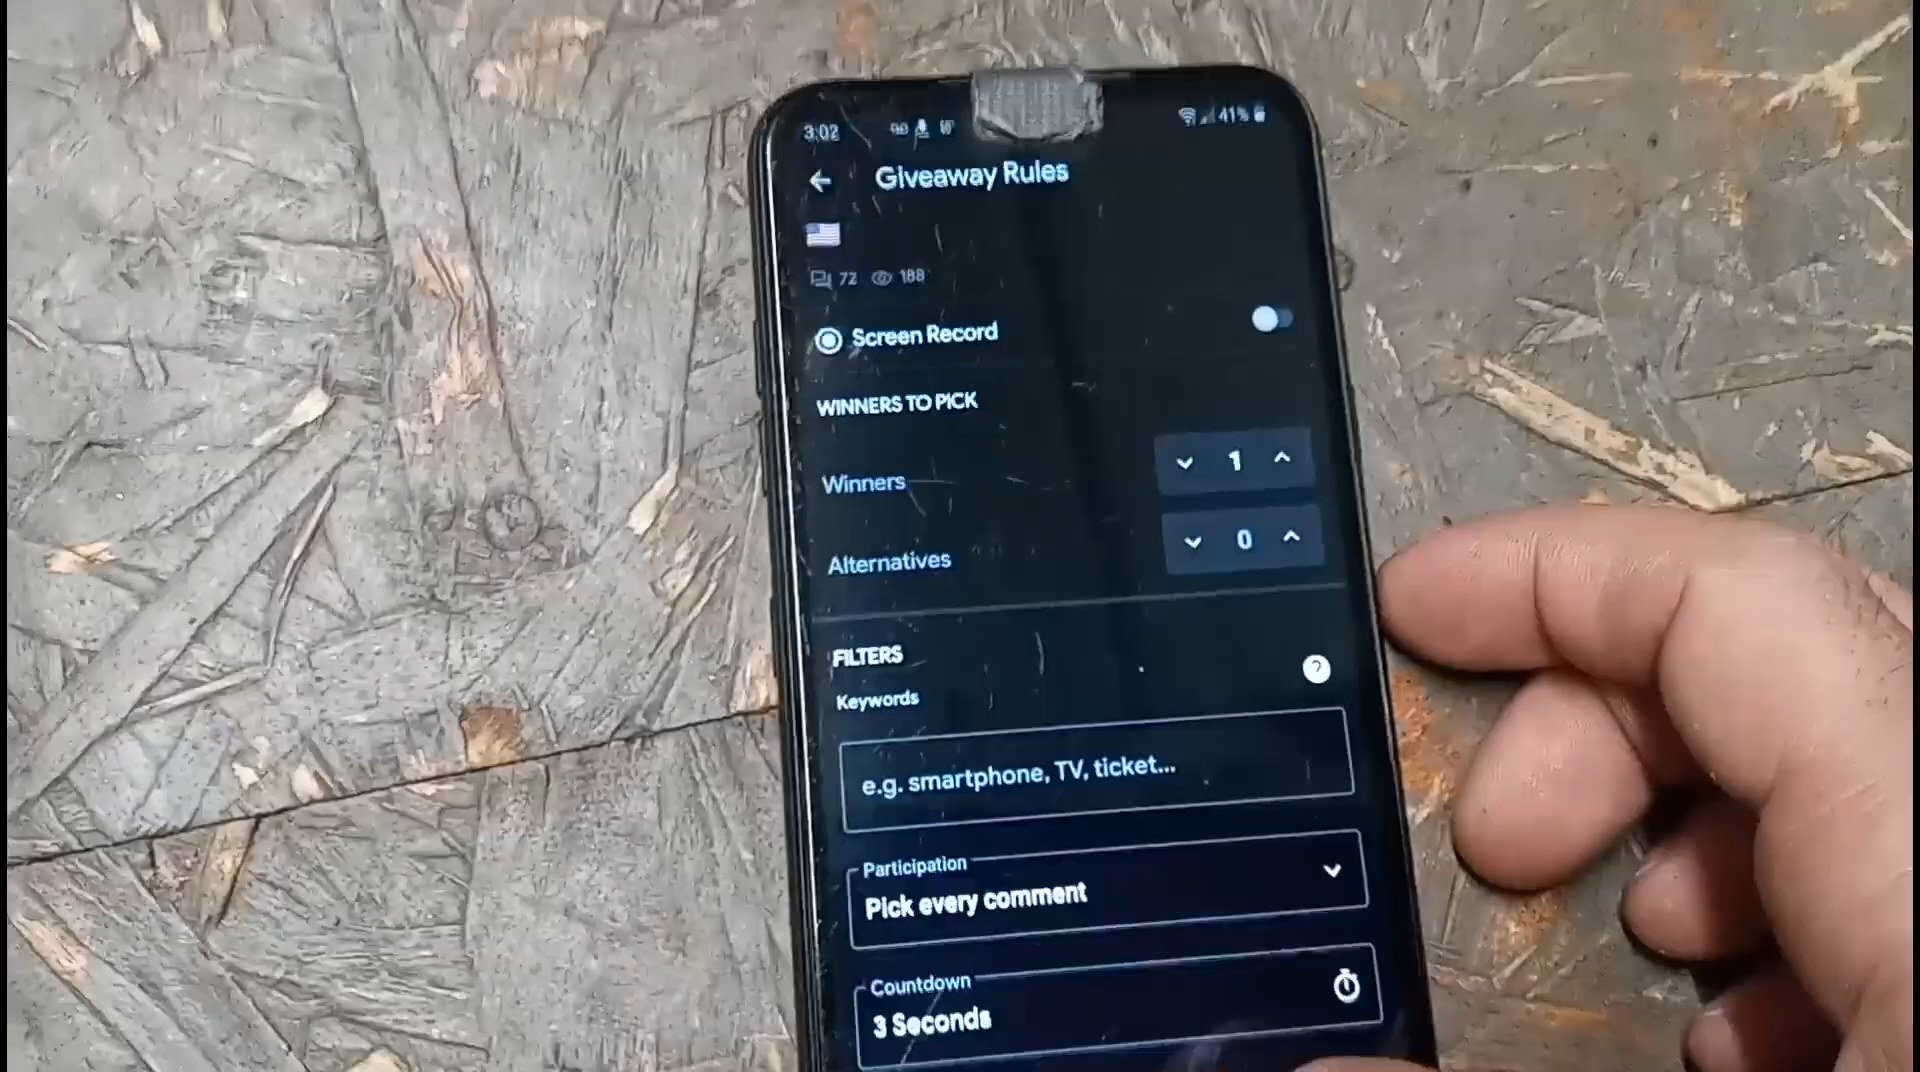 3:02
41%
Giveaway Rules
72 188
Screen Record
WINNERS TO PICK
Winners
1
Alternatives
0
FILTERS
?
Keywords
e.g. smartphone, TV, ticket...
Participation
Pick every comment
Countdown
3 Seconds